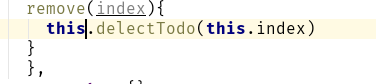 remove(index){
this.delectTodo(this.index)
}
},